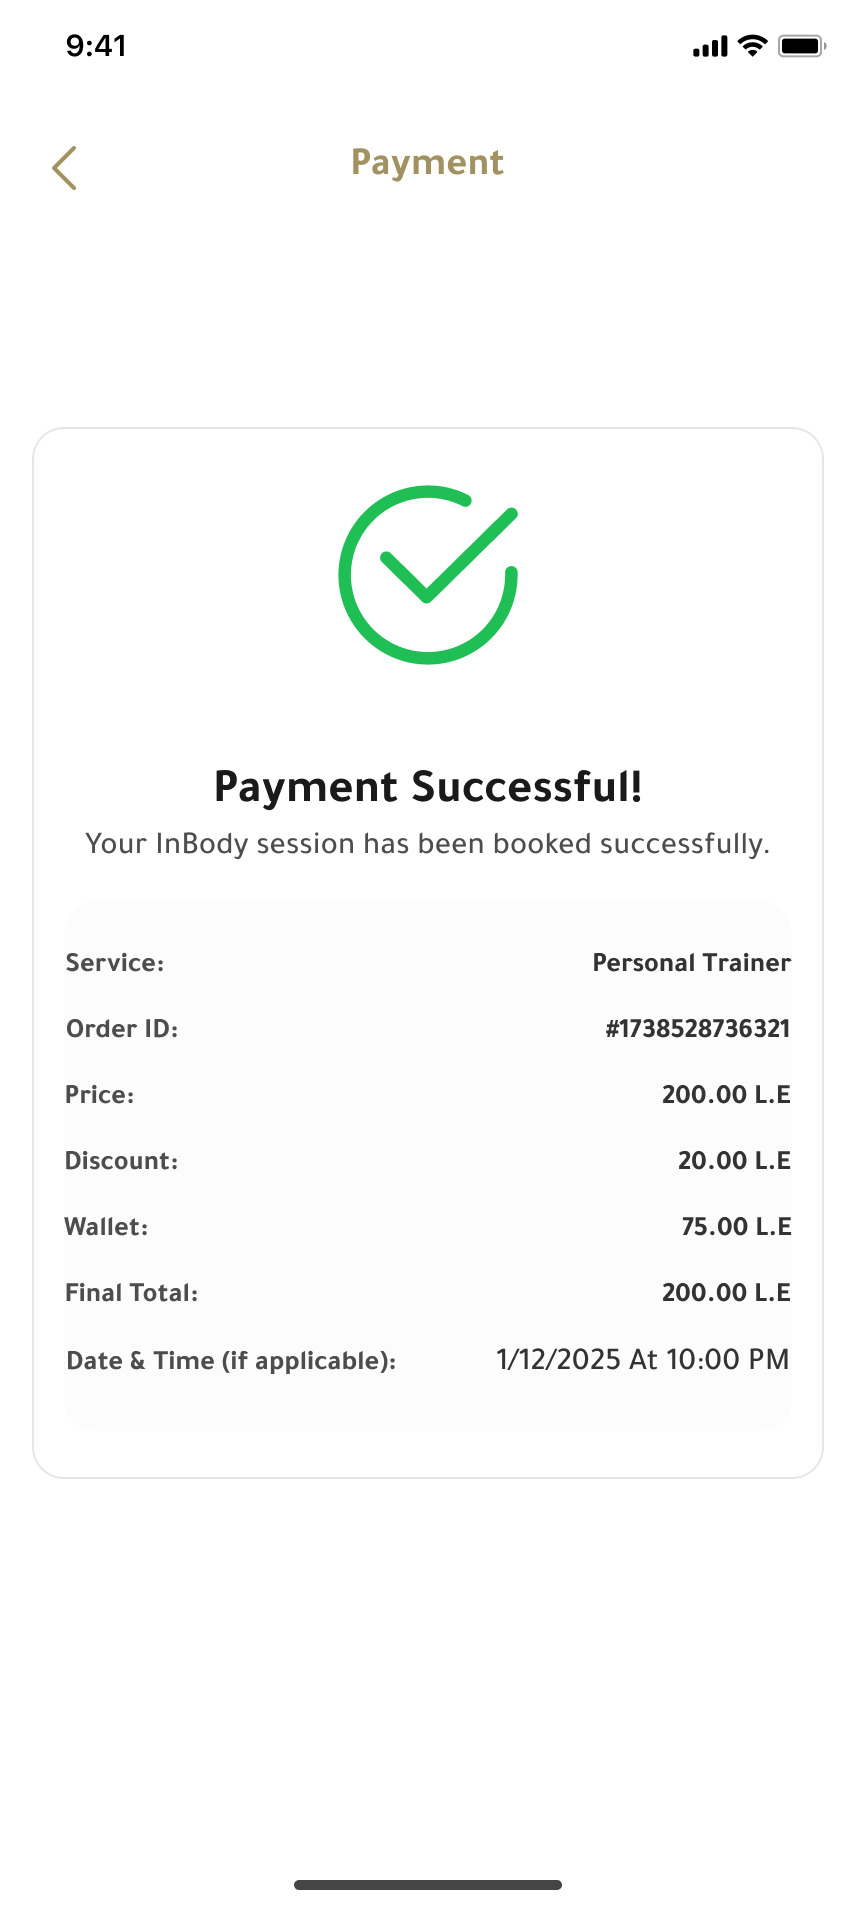 9:41
Payment
Payment Successful!
Your InBody session has been booked successfully.
Service: Personal Trainer
Order ID: #1738528736321
Price: 200.00 L.E
Discount: 20.00 L.E
Wallet: 75.00 L.E
Final Total: 200.00 L.E
Date & Time (if applicable): 1/12/2025 At 10:00 PM